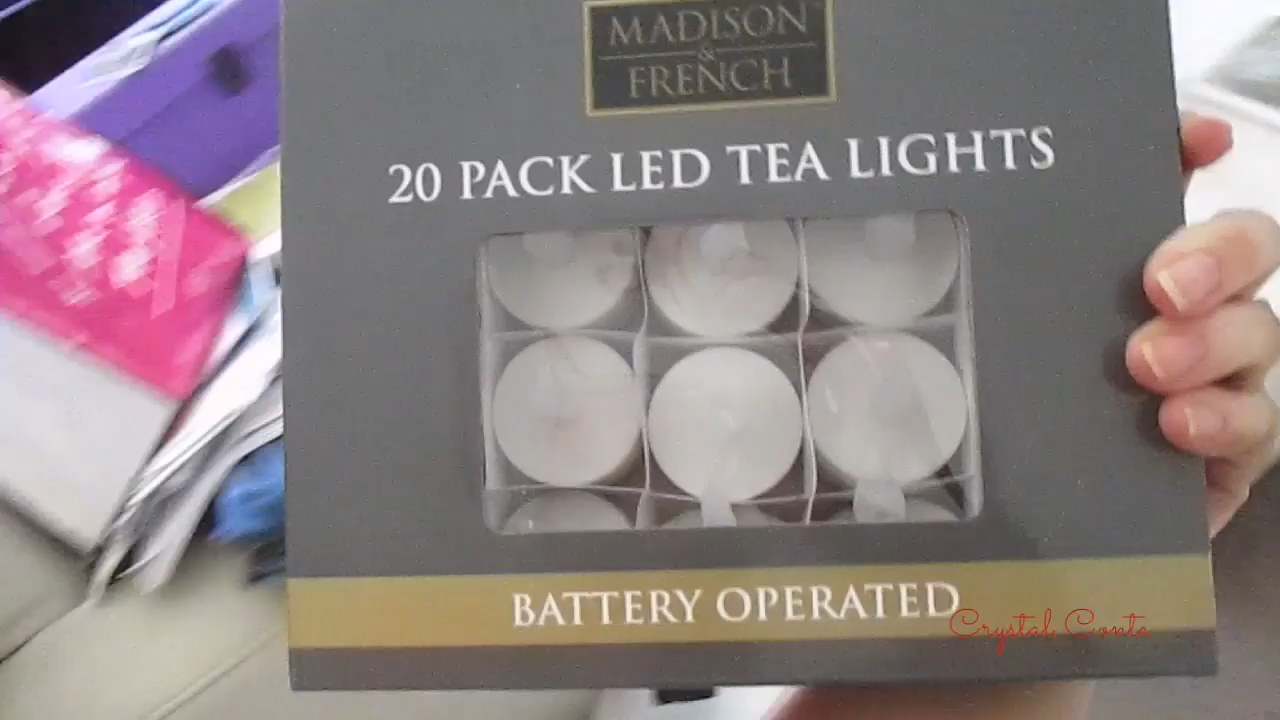 MADISON
&
FRENCH
20 PACK LED TEA LIGHTS
BATTERY OPERATED
Crystal Conte